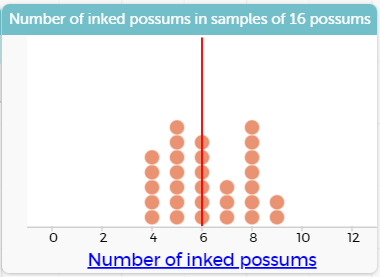 Number of inked possums in samples of 16 possums
0 2 4 6 8 10 12
Number of inked possums